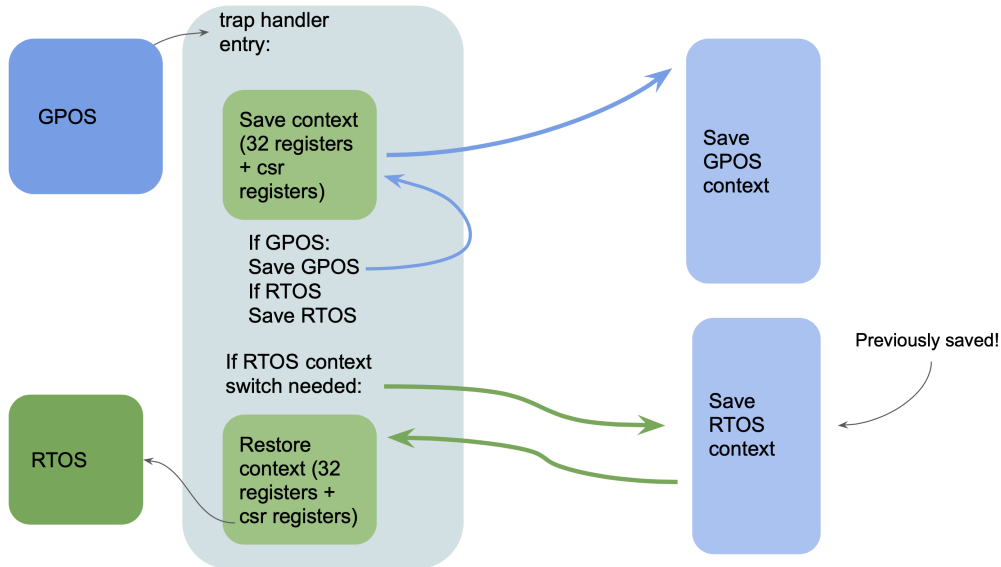 trap handler
entry:
GPOS
Save context
(32 registers
+ csr
registers)
Save
GPOS
context
If GPOS:
Save GPOS
If RTOS
Save RTOS
Previously saved!
If RTOS context
switch needed:
Save
RTOS
context
RTOS
Restore
context (32
registers +
csr registers)